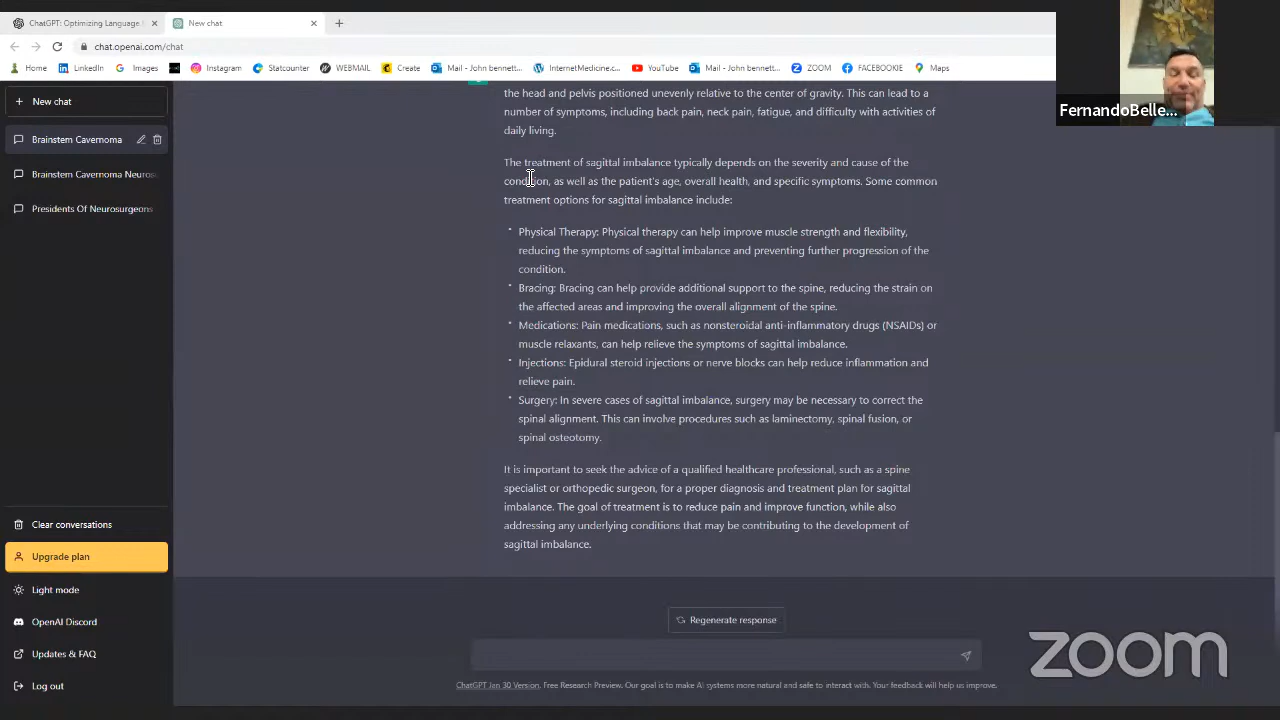 ChatGPT: Optimizing Language
New chat
chat.openai.com/chat
Home LinkedIn Images Instagram Statcounter WEBMAIL Create Mail - John bennett... InternetMedicine.c... YouTube Mail - John bennett... ZOOM FACEBOOKIE Maps
FernandoBelle...
New chat
Brainstem Cavernoma
Brainstem Cavernoma Neuros
Presidents Of Neurosurgeons
Clear conversations
Upgrade plan
Light mode
OpenAI Discord
Updates & FAQ
Log out
the head and pelvis positioned unevenly relative to the center of gravity. This can lead to a
number of symptoms, including back pain, neck pain, fatigue, and difficulty with activities of
daily living.
The treatment of sagittal imbalance typically depends on the severity and cause of the
condition, as well as the patient's age, overall health, and specific symptoms. Some common
treatment options for sagittal imbalance include:
• Physical Therapy: Physical therapy can help improve muscle strength and flexibility,
reducing the symptoms of sagittal imbalance and preventing further progression of the
condition.
• Bracing: Bracing can help provide additional support to the spine, reducing the strain on
the affected areas and improving the overall alignment of the spine.
• Medications: Pain medications, such as nonsteroidal anti-inflammatory drugs (NSAIDs) or
muscle relaxants, can help relieve the symptoms of sagittal imbalance.
• Injections: Epidural steroid injections or nerve blocks can help reduce inflammation and
relieve pain.
• Surgery: In severe cases of sagittal imbalance, surgery may be necessary to correct the
spinal alignment. This can involve procedures such as laminectomy, spinal fusion, or
spinal osteotomy.
It is important to seek the advice of a qualified healthcare professional, such as a spine
specialist or orthopedic surgeon, for a proper diagnosis and treatment plan for sagittal
imbalance. The goal of treatment is to reduce pain and improve function, while also
addressing any underlying conditions that may be contributing to the development of
sagittal imbalance.
Regenerate response
ChatGPT Jan 30 Version. Free Research Preview. Our goal is to make AI systems more natural and safe to interact with. Your feedback will help us improve.
zoom